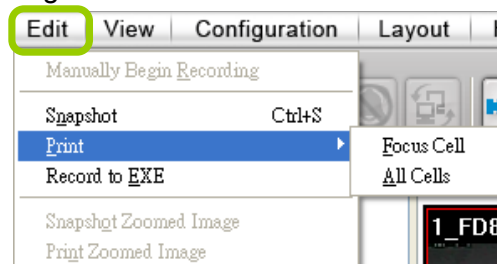 Edit View Configuration Layout
Manually Begin Recording
Snapshot Ctrl+S
Print
Focus Cell
Record to EXE
All Cells
Snapshot Zoomed Image
1_FD8
Print Zoomed Image